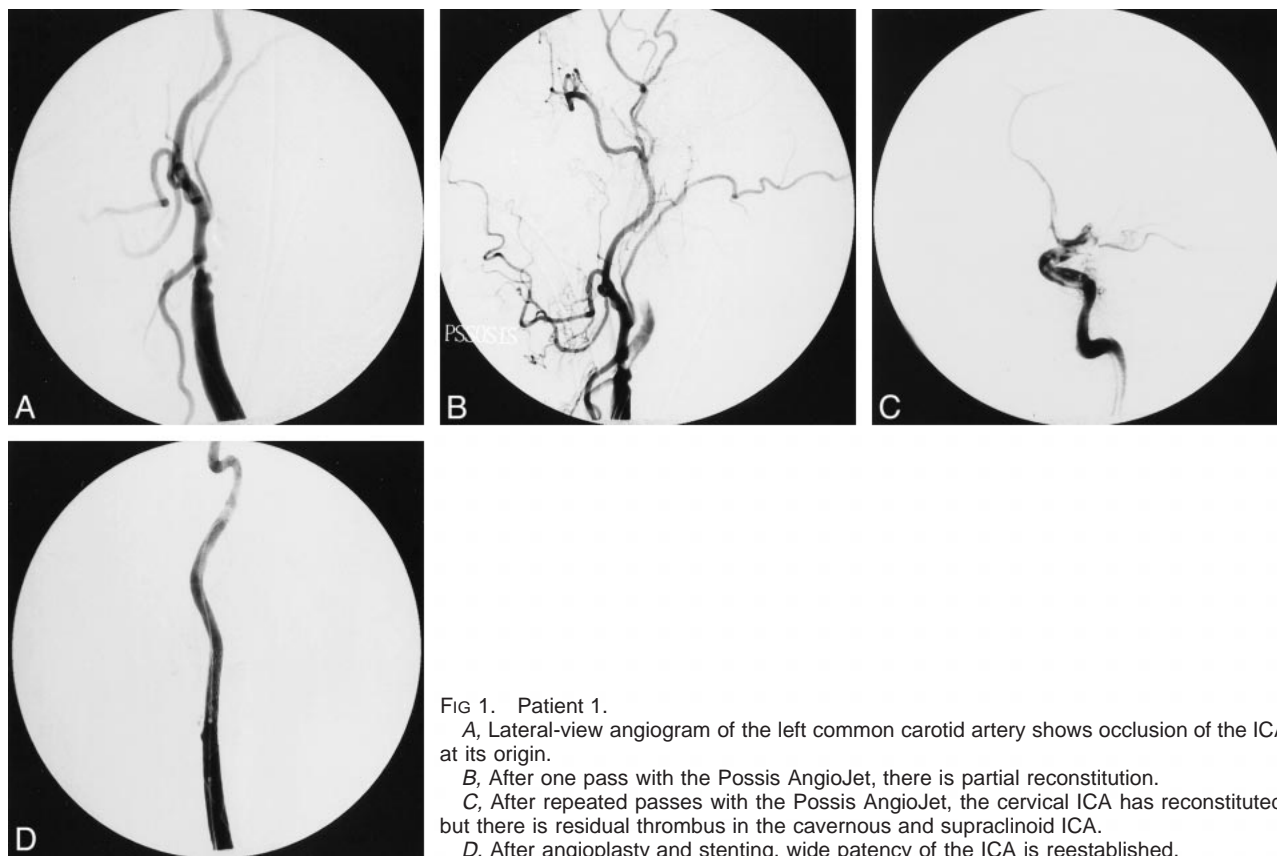 A
B
C
PSSOSIS
D
FIG 1. Patient 1.
A, Lateral-view angiogram of the left common carotid artery shows occlusion of the ICA
at its origin.
B, After one pass with the Possis AngioJet, there is partial reconstitution.
C, After repeated passes with the Possis AngioJet, the cervical ICA has reconstituted
but there is residual thrombus in the cavernous and supraclinoid ICA.
D, After angioplasty and stenting, wide patency of the ICA is reestablished.